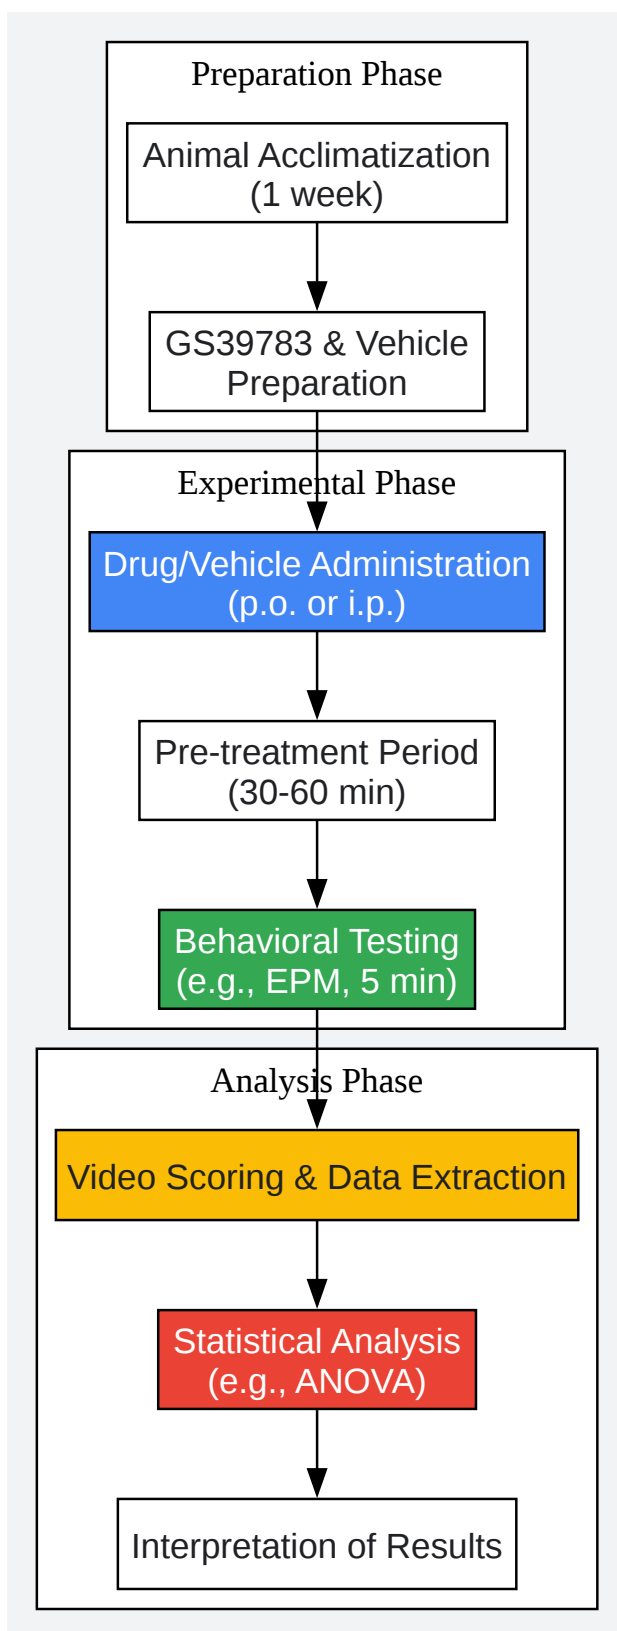 Preparation Phase
Animal Acclimatization
(1 week)
GS39783 & Vehicle
Preparation
Experimental Phase
Drug/Vehicle Administration
(p.o. or i.p.)
Pre-treatment Period
(30-60 min)
Behavioral Testing
(e.g., EPM, 5 min)
Analysis Phase
Video Scoring & Data Extraction
Statistical Analysis
(e.g., ANOVA)
Interpretation of Results